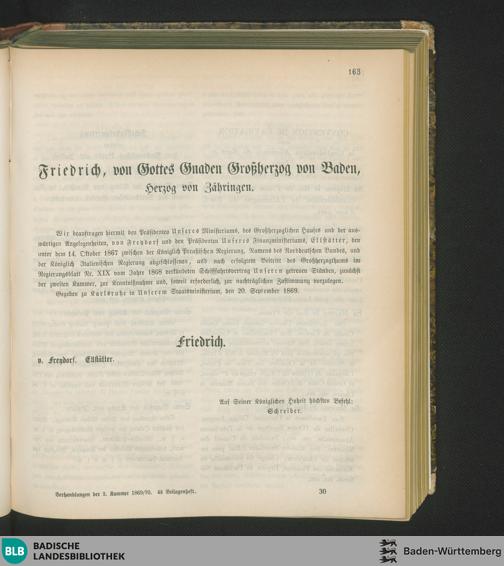 163
Friedrich, von Gottes Gnaden Großherzog von Baden,
Herzog von Zähringen.
Wir beauftragen hiermit den Präsidenten Unseres Ministeriums, des Großherzoglichen Hauses und der aus-
wärtigen Angelegenheiten, von Freydorf und den Präsidenten Unseres Finanzministeriums, Ellstätter, den
unter dem 14. Oktober 1867 zwischen der Königlich Preußischen Regierung, Namens des Norddeutschen Bundes, und
der Königlich Italienischen Regierung abgeschlossenen, und nach erfolgtem Beitritt des Großherzogthums im
Regierungsblatt Nr. XIX vom Jahre 1868 verkündeten Schifffahrtsvertrag Unseren getreuen Ständen, zunächst
der zweiten Kammer, zur Kenntnißnahme und, soweit erforderlich, zur nachträglichen Zustimmung vorzulegen.
Gegeben zu Karlsruhe in Unserem Staatsministerium, den 20. September 1869.
Friedrich.
v. Freydorf. Ellstätter.
Auf Seiner Königlichen Hoheit höchsten Befehl:
Schreiber.
Verhandlungen der 2. Kammer 1869/70. 4s Beilagenheft. 30
BLB BADISCHE
LANDESBIBLIOTHEK
Baden-Württemberg